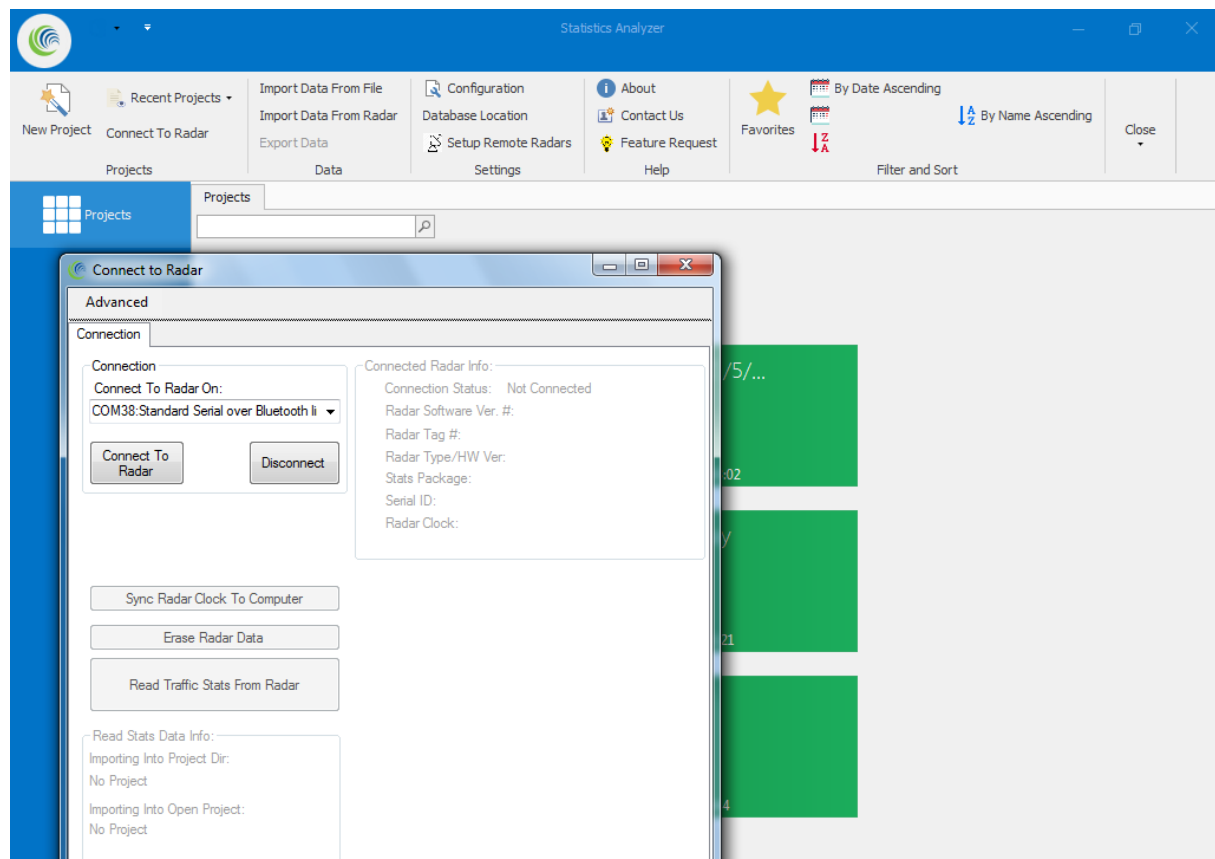 Statistics Analyzer
New Project
Recent Projects
Connect To Radar
Projects
Import Data From File
Import Data From Radar
Export Data
Data
Configuration
Database Location
Setup Remote Radars
Settings
About
Contact Us
Feature Request
Help
Favorites
By Date Ascending
By Name Ascending
Filter and Sort
Close
Projects
Projects
Connect to Radar
Advanced
Connection
Connection
Connect To Radar On:
COM38:Standard Serial over Bluetooth li
Connect To
Radar
Disconnect
Connected Radar Info:
Connection Status: Not Connected
Radar Software Ver. #:
Radar Tag #:
Radar Type/HW Ver:
Stats Package:
Serial ID:
Radar Clock:
Sync Radar Clock To Computer
Erase Radar Data
Read Traffic Stats From Radar
Read Stats Data Info:
Importing Into Project Dir:
No Project
Importing Into Open Project:
No Project
/5/...
:02
y
21
4